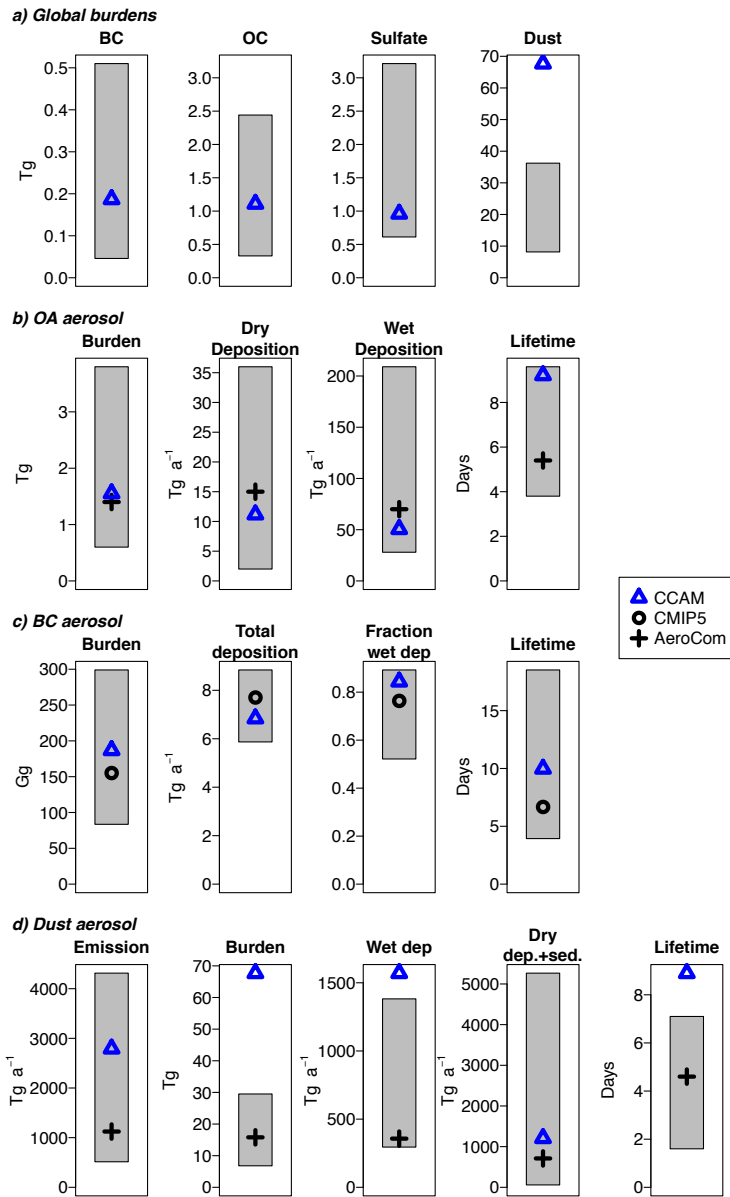 a) Global burdens
BC
OC
Sulfate
Dust
Tg
0.5
0.4
0.3
0.2
0.1
0.0
3.0
2.5
2.0
1.5
1.0
0.5
0.0
3.0
2.5
2.0
1.5
1.0
0.5
0.0
70
60
50
40
30
20
10
0
b) OA aerosol
Burden
Dry
Deposition
Wet
Deposition
Lifetime
Tg
3
2
1
0
Tg a⁻¹
35
30
25
20
15
10
5
0
Tg a⁻¹
200
150
100
50
0
Days
8
6
4
2
0
CCAM
CMIP5
AeroCom
c) BC aerosol
Burden
Total
deposition
Fraction
wet dep
Lifetime
Gg
300
250
200
150
100
50
0
Tg a⁻¹
8
6
4
2
0
0.8
0.6
0.4
0.2
0.0
Days
15
10
5
0
d) Dust aerosol
Emission
Burden
Wet dep
Dry
dep.+sed.
Lifetime
Tg a⁻¹
4000
3000
2000
1000
0
Tg
70
60
50
40
30
20
10
0
Tg a⁻¹
1500
1000
500
0
Tg a⁻¹
5000
4000
3000
2000
1000
0
Days
8
6
4
2
0